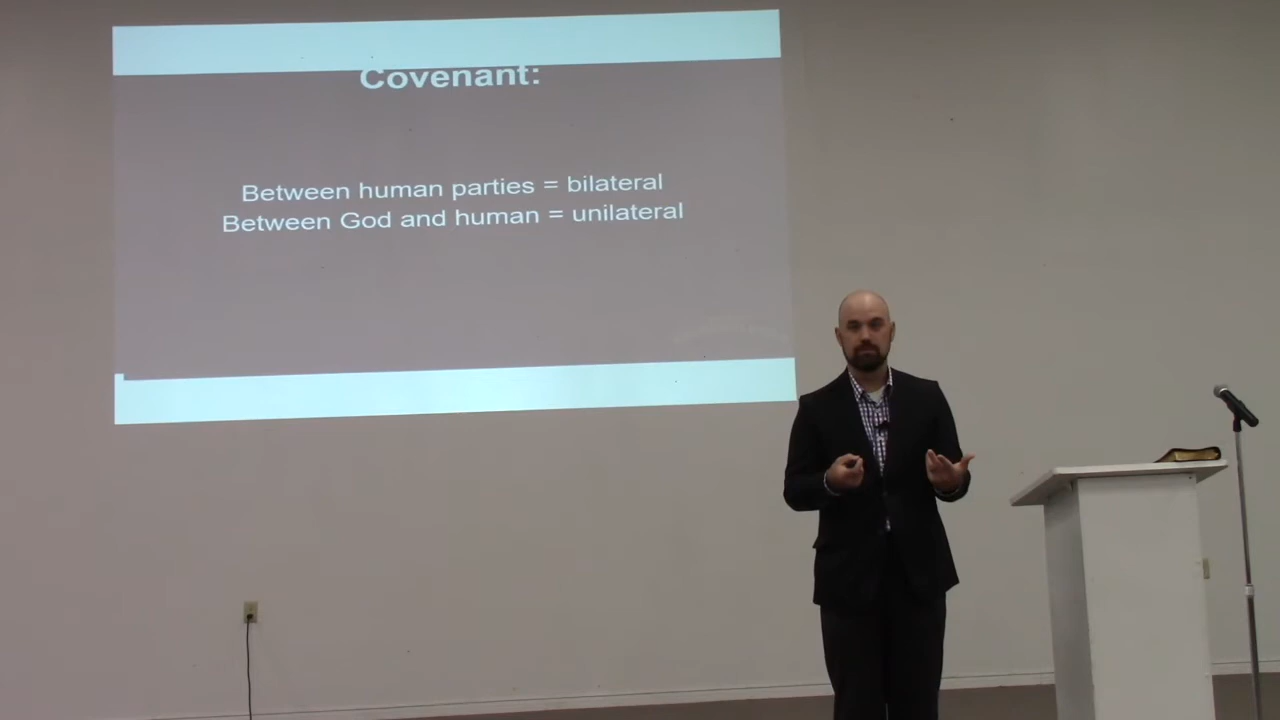 Covenant:
Between human parties = bilateral
Between God and human = unilateral